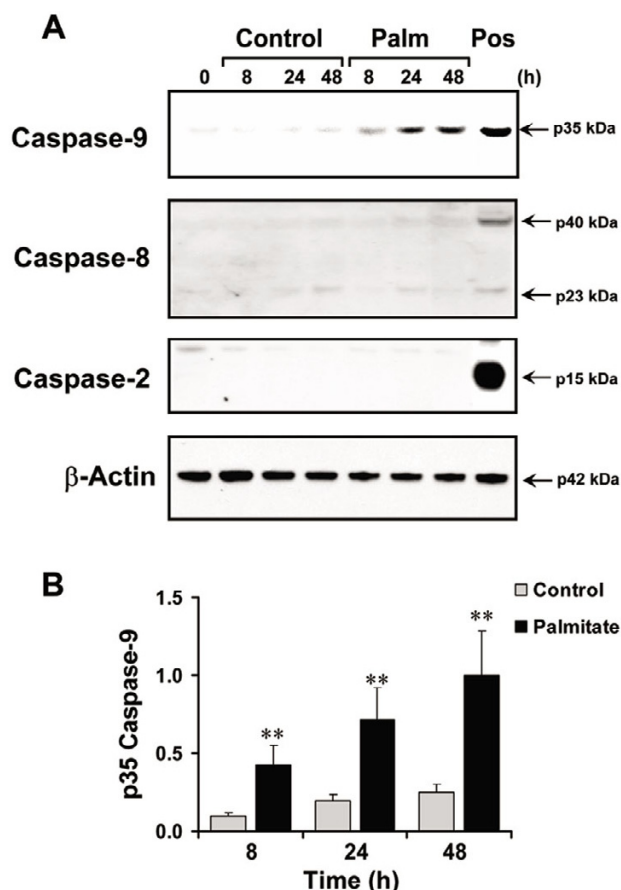 A
Control Palm Pos
0 8 24 48 8 24 48 (h)
Caspase-9
p35 kDa
Caspase-8
p40 kDa
p23 kDa
Caspase-2
p15 kDa
β-Actin
p42 kDa
B
p35 Caspase-9
1.5
1.0
0.5
0.0
**
**
**
Control
Palmitate
8 24 48
Time (h)